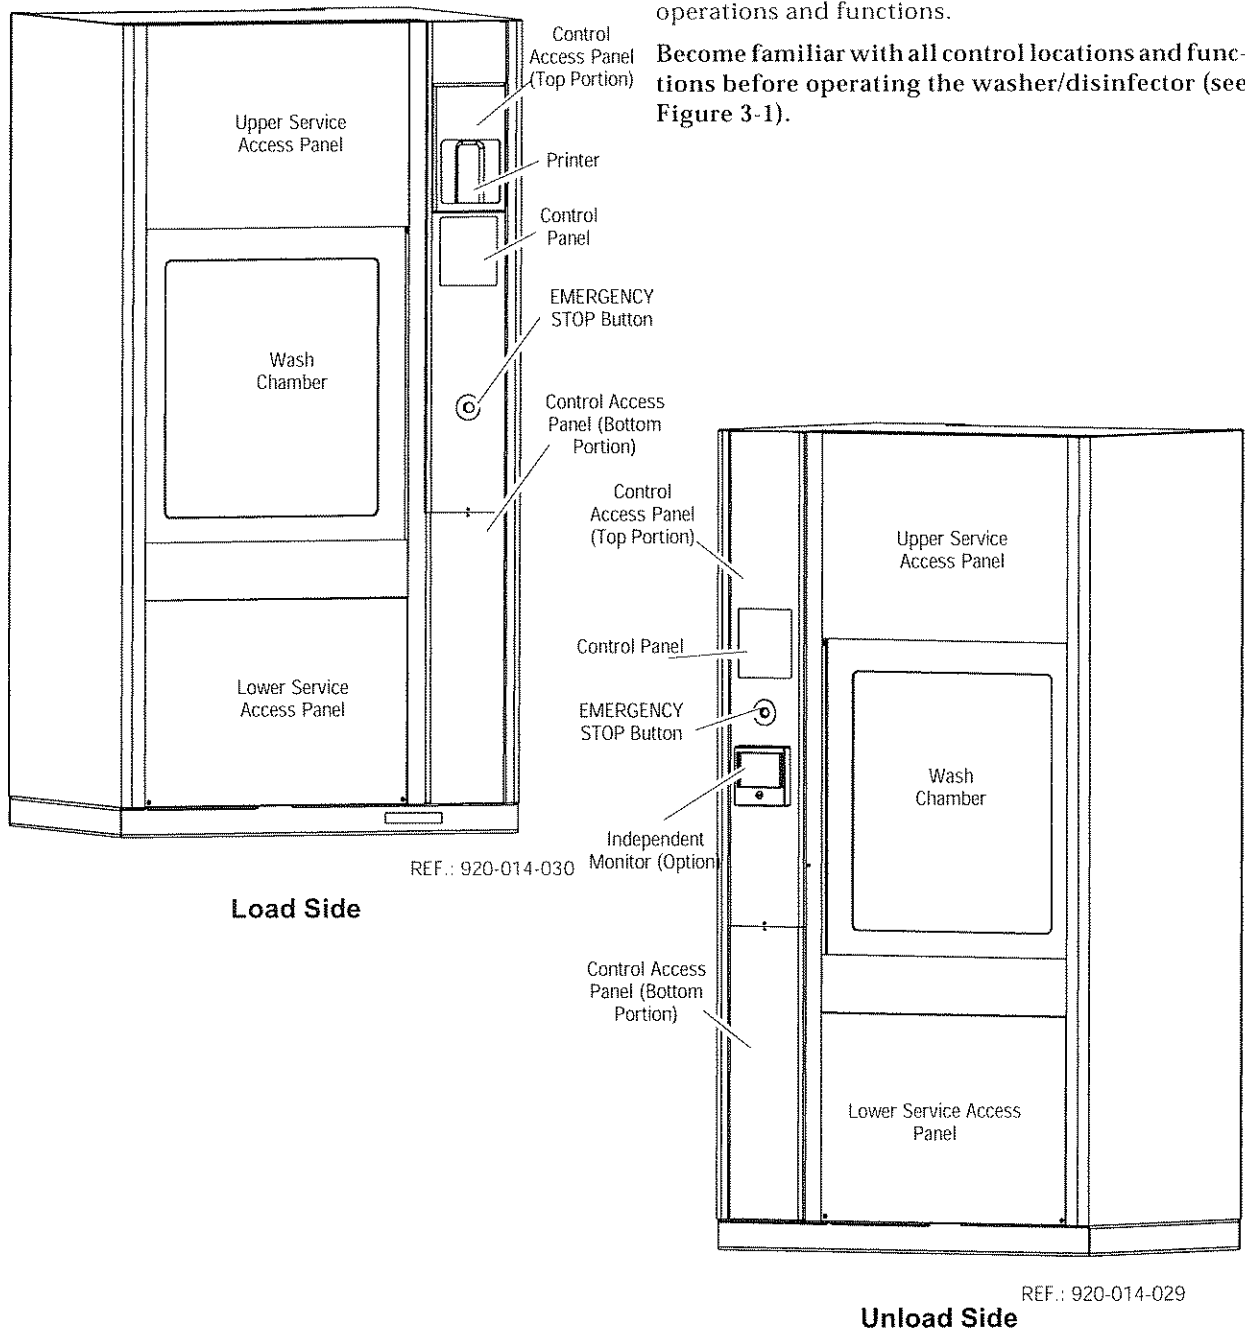 operations and functions.
Become familiar with all control locations and func-
tions before operating the washer/disinfector (see
Figure 3-1).
Control
Access Panel
(Top Portion)
Upper Service
Access Panel
Printer
Control
Panel
EMERGENCY
STOP Button
Wash
Chamber
Control Access
Panel (Bottom
Portion)
Lower Service
Access Panel
REF.: 920-014-030
Load Side
Control
Access Panel
(Top Portion)
Upper Service
Access Panel
Control Panel
EMERGENCY
STOP Button
Wash
Chamber
Independent
Monitor (Option)
Control Access
Panel (Bottom
Portion)
Lower Service Access
Panel
REF.: 920-014-029
Unload Side